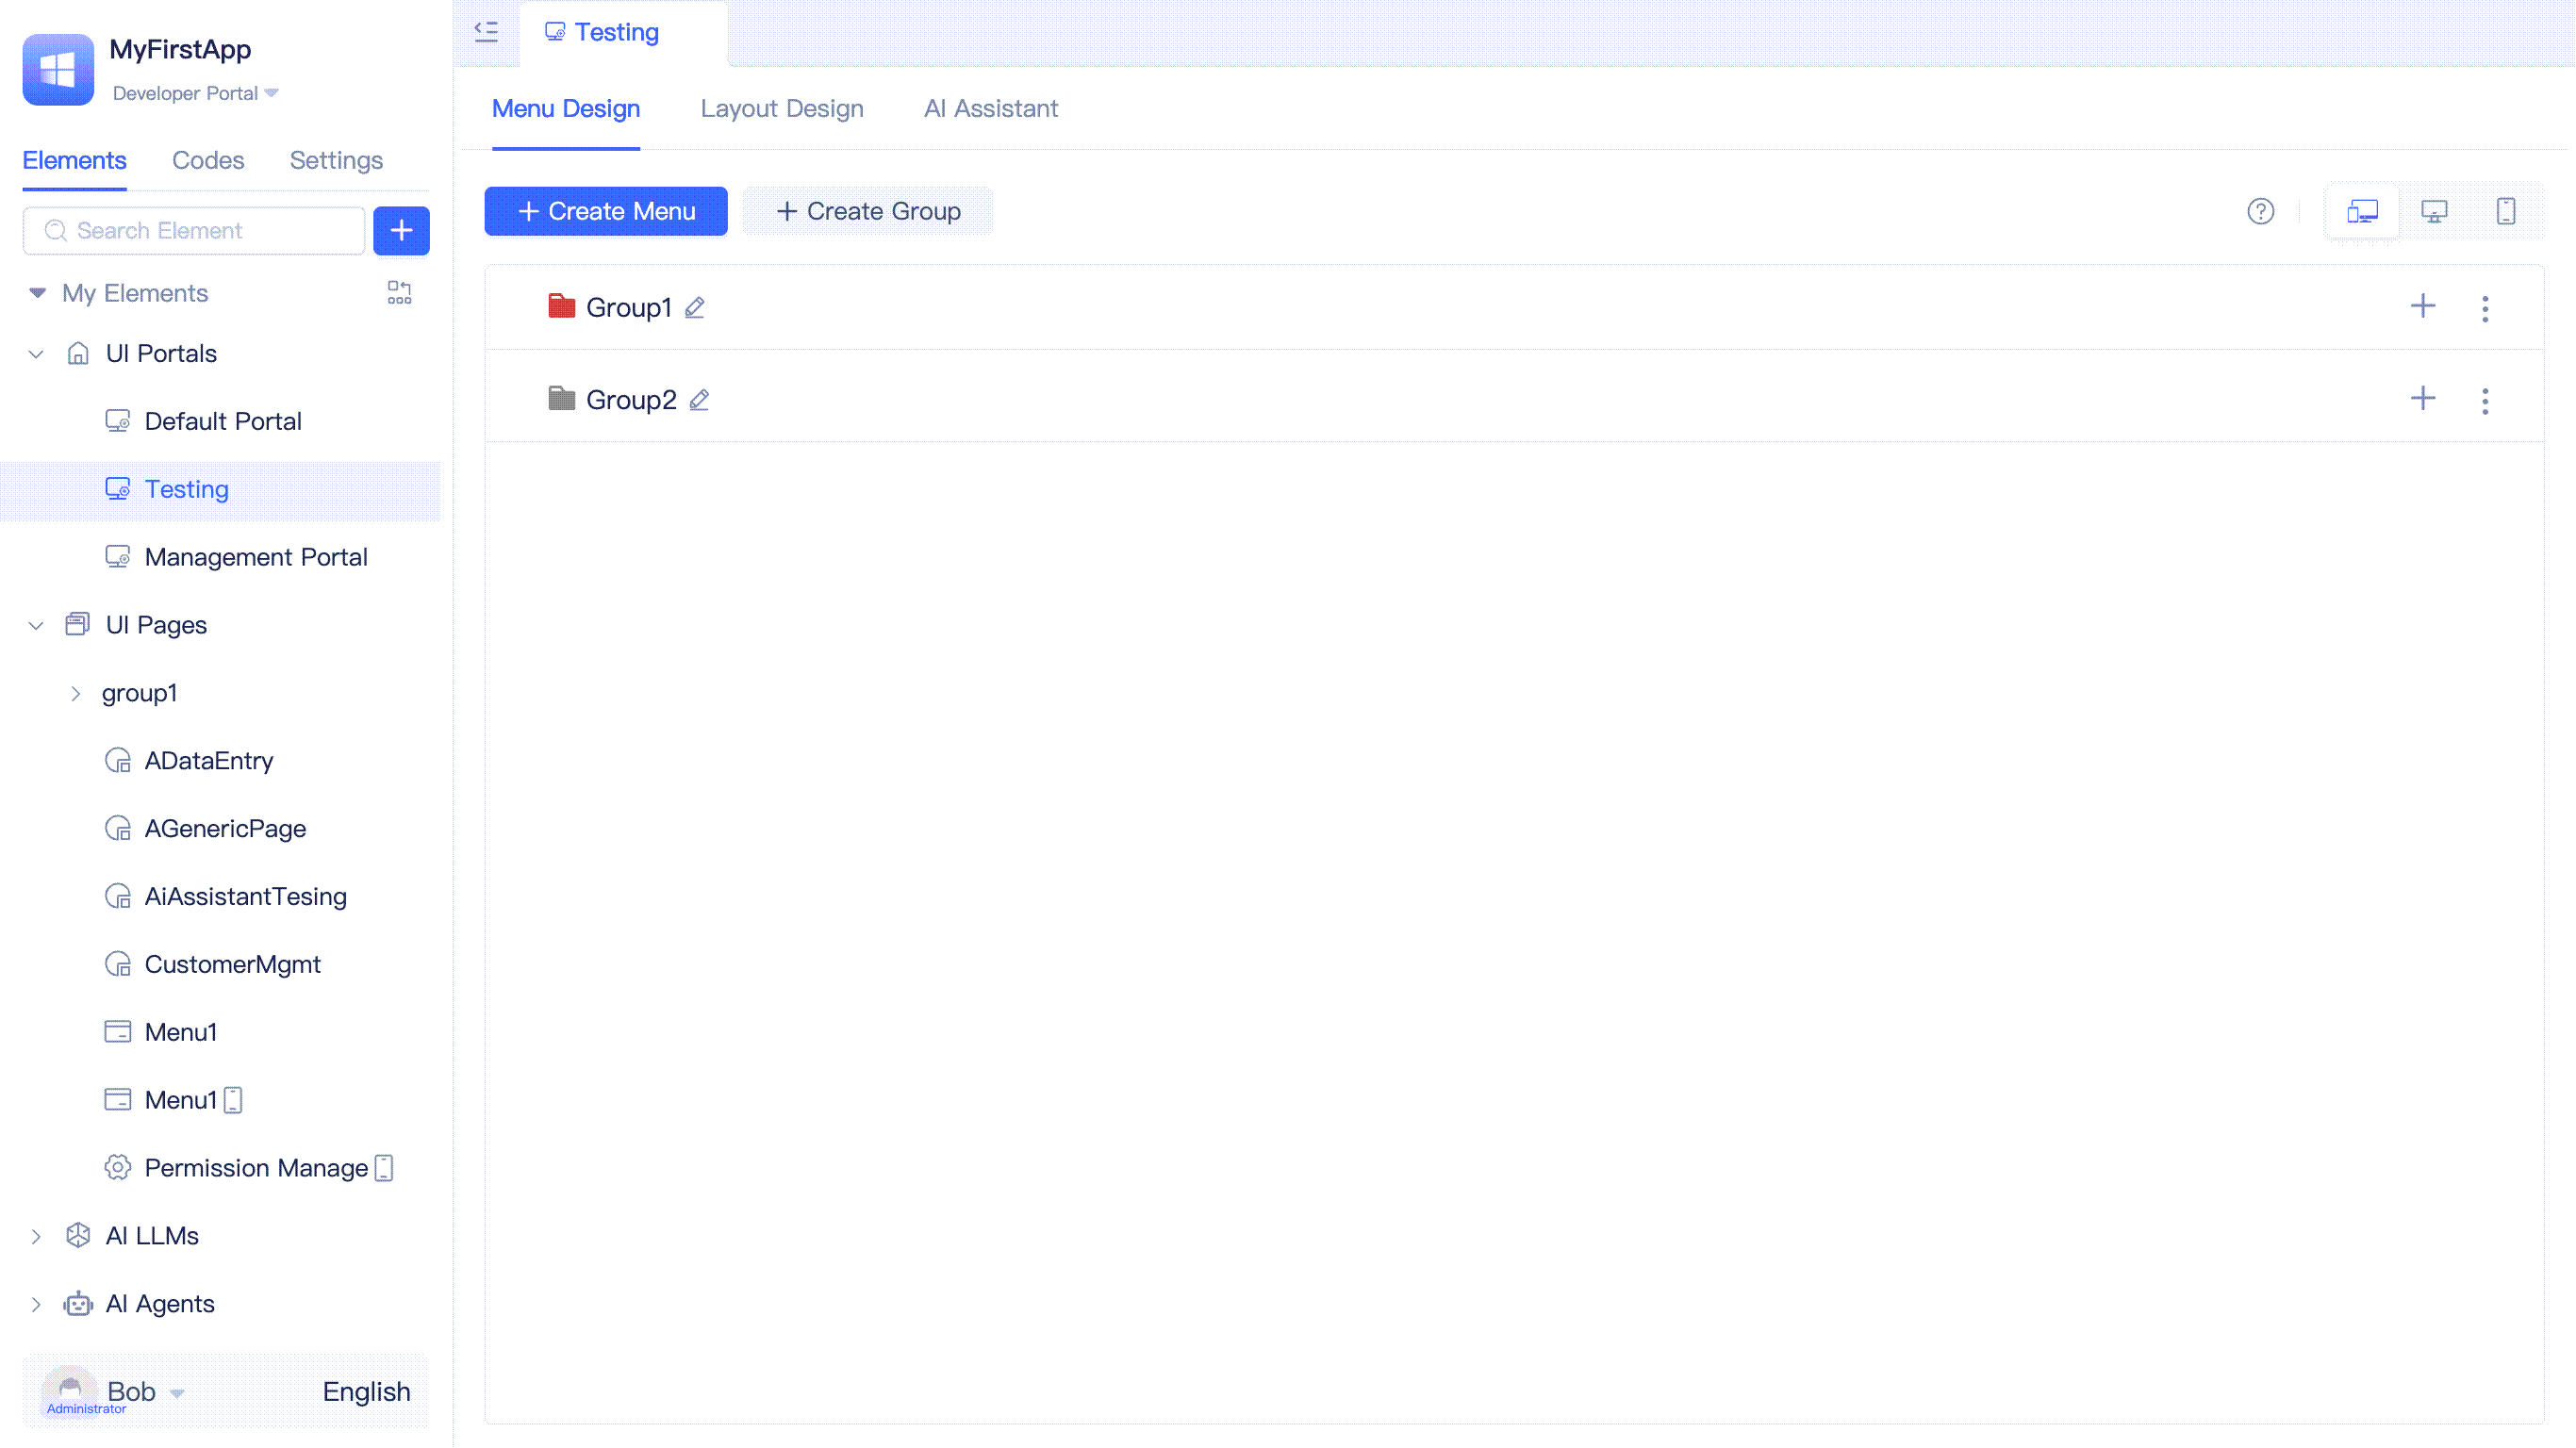 MyFirstApp
Developer Portal
Elements Codes Settings
Search Element
My Elements
UI Portals
Default Portal
Testing
Management Portal
UI Pages
group1
ADataEntry
AGenericPage
AiAssistantTesing
CustomerMgmt
Menu1
Menu1
Permission Manage
AI LLMs
AI Agents
Bob
Administrator
English
Testing
Menu Design Layout Design AI Assistant
+ Create Menu + Create Group
Group1
Group2